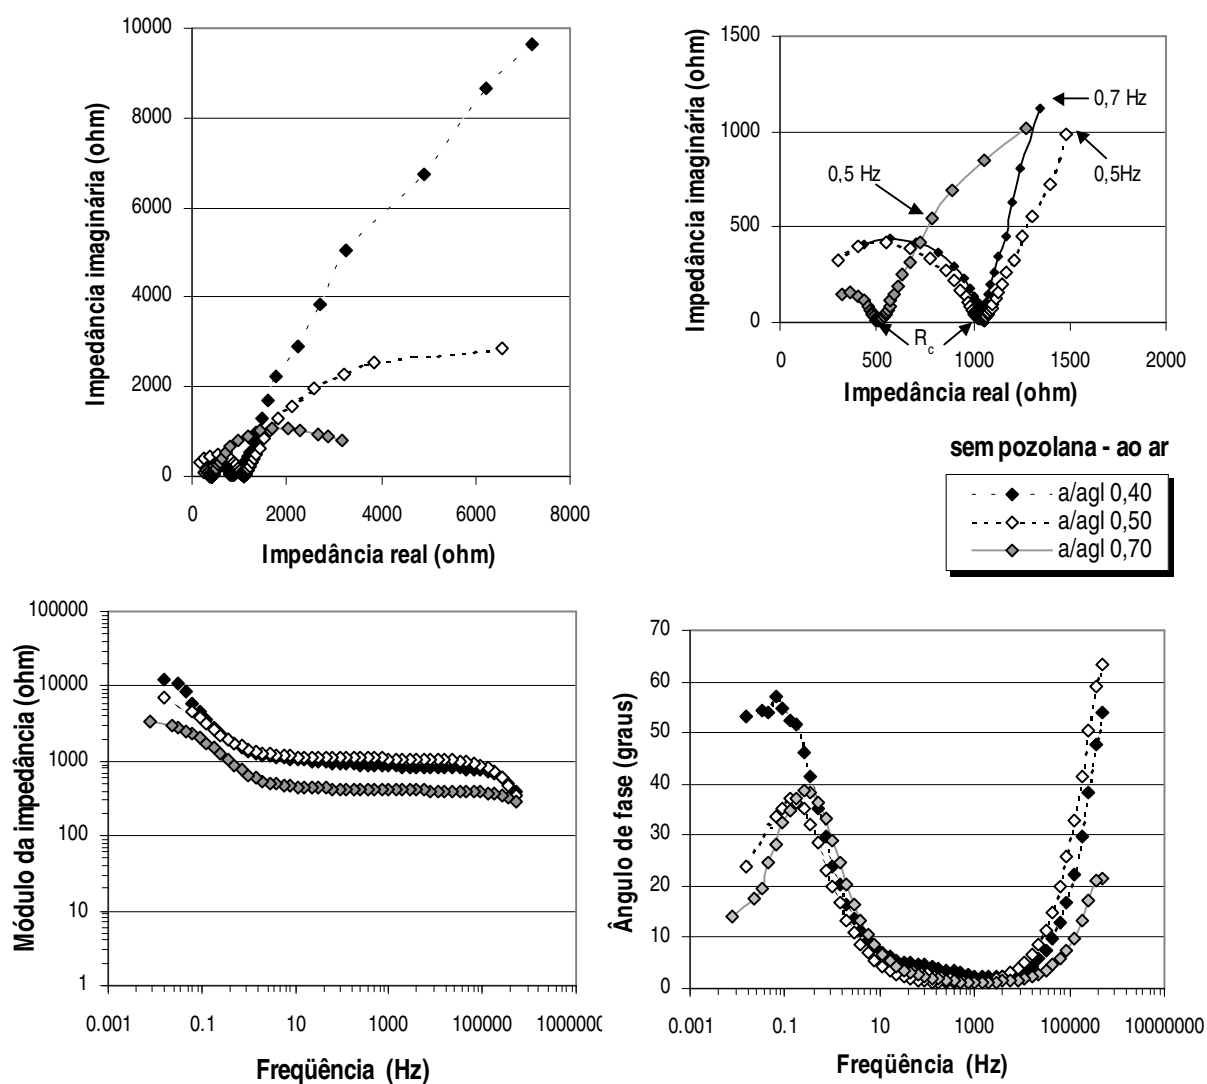 Impedância imaginária (ohm)
10000
8000
6000
4000
2000
0
0 2000 4000 6000 8000
Impedância real (ohm)
Impedância imaginária (ohm)
1500
1000
500
0
0,7 Hz
0,5 Hz
0,5Hz
Rc
0 500 1000 1500 2000
Impedância real (ohm)
sem pozolana - ao ar
a/agl 0,40
a/agl 0,50
a/agl 0,70
Módulo da impedância (ohm)
100000
10000
1000
100
10
1
0.001 0.1 10 1000 100000 1000000
Freqüência (Hz)
Ângulo de fase (graus)
70
60
50
40
30
20
10
0
0.001 0.1 10 1000 100000 10000000
Freqüência (Hz)